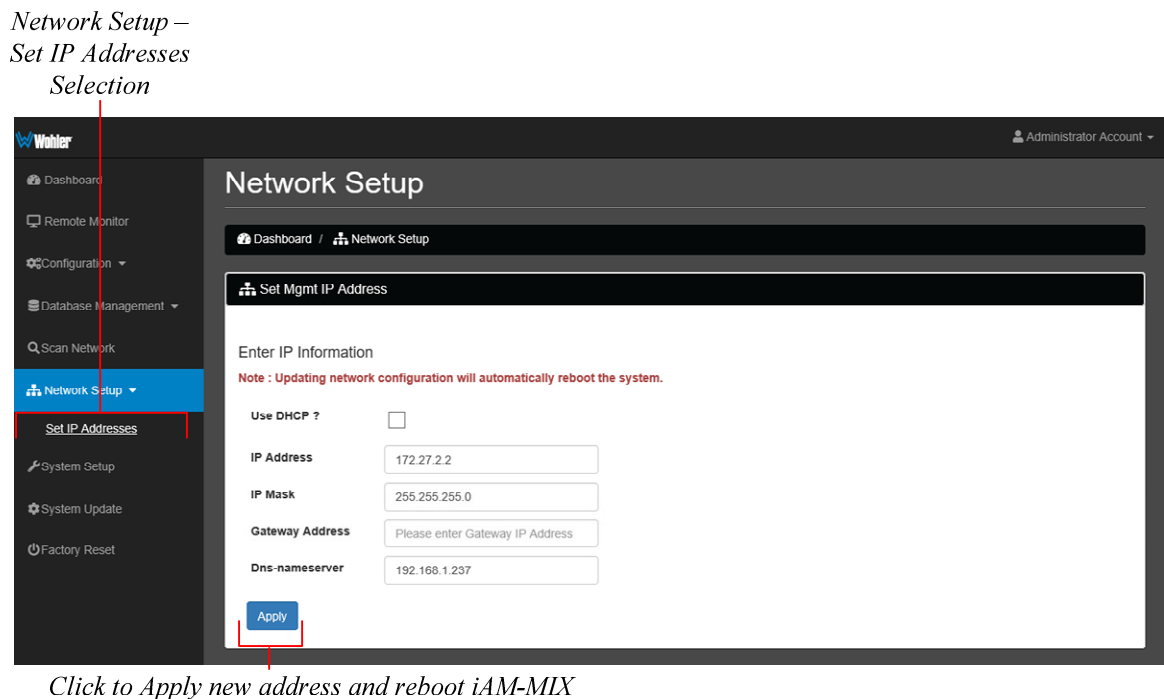 Network Setup –
Set IP Addresses
Selection
Wohler
Administrator Account
Dashboard
Remote Monitor
Configuration
Database Management
Scan Network
Network Setup
Set IP Addresses
System Setup
System Update
Factory Reset
Network Setup
Dashboard / Network Setup
Set Mgmt IP Address
Enter IP Information
Note : Updating network configuration will automatically reboot the system.
Use DHCP ?
IP Address 172.27.2.2
IP Mask 255.255.255.0
Gateway Address Please enter Gateway IP Address
Dns-nameserver 192.168.1.237
Apply
Click to Apply new address and reboot iAM-MIX